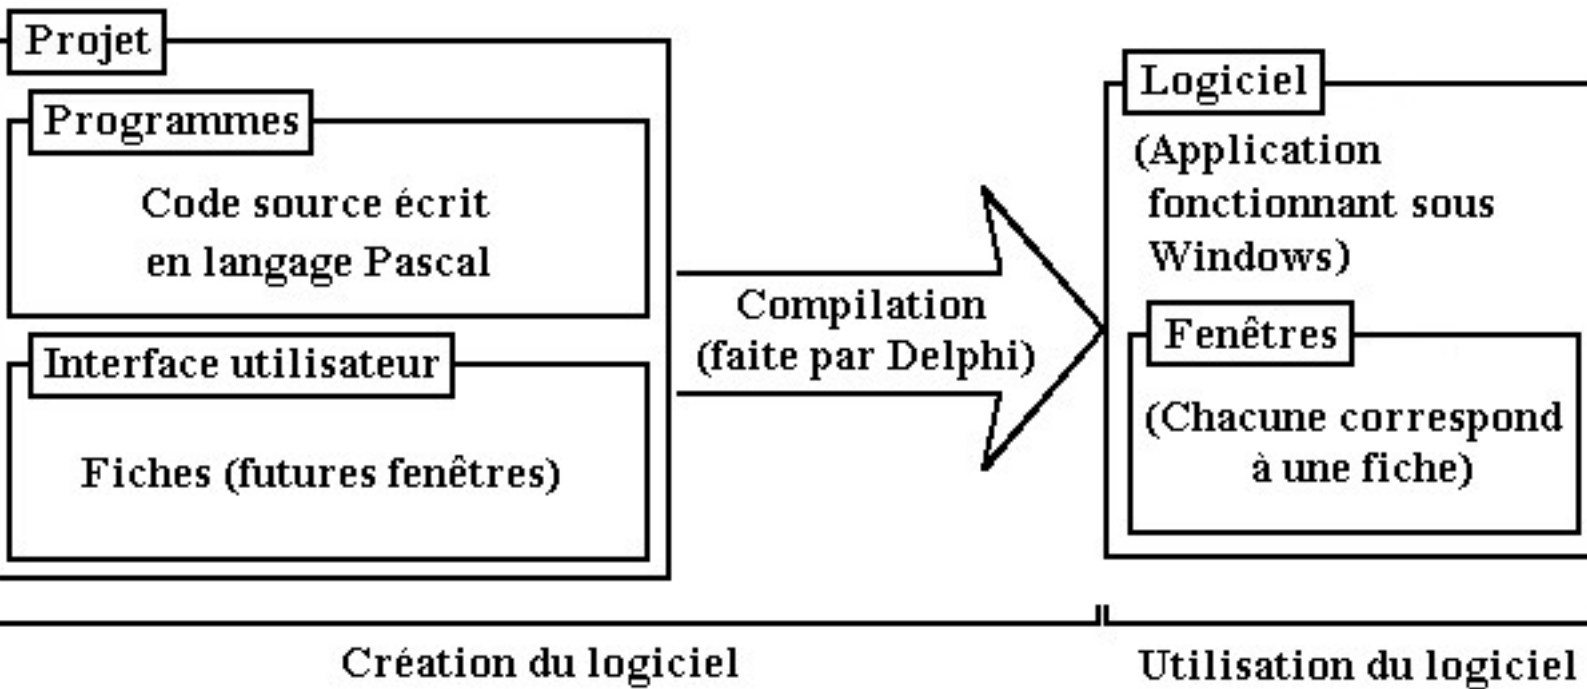 Projet
Programmes
Code source écrit
en langage Pascal
Interface utilisateur
Fiches (futures fenêtres)
Compilation
(faite par Delphi)
Logiciel
(Application
fonctionnant sous
Windows)
Fenêtres
(Chacune correspond
à une fiche)
Création du logiciel
Utilisation du logiciel